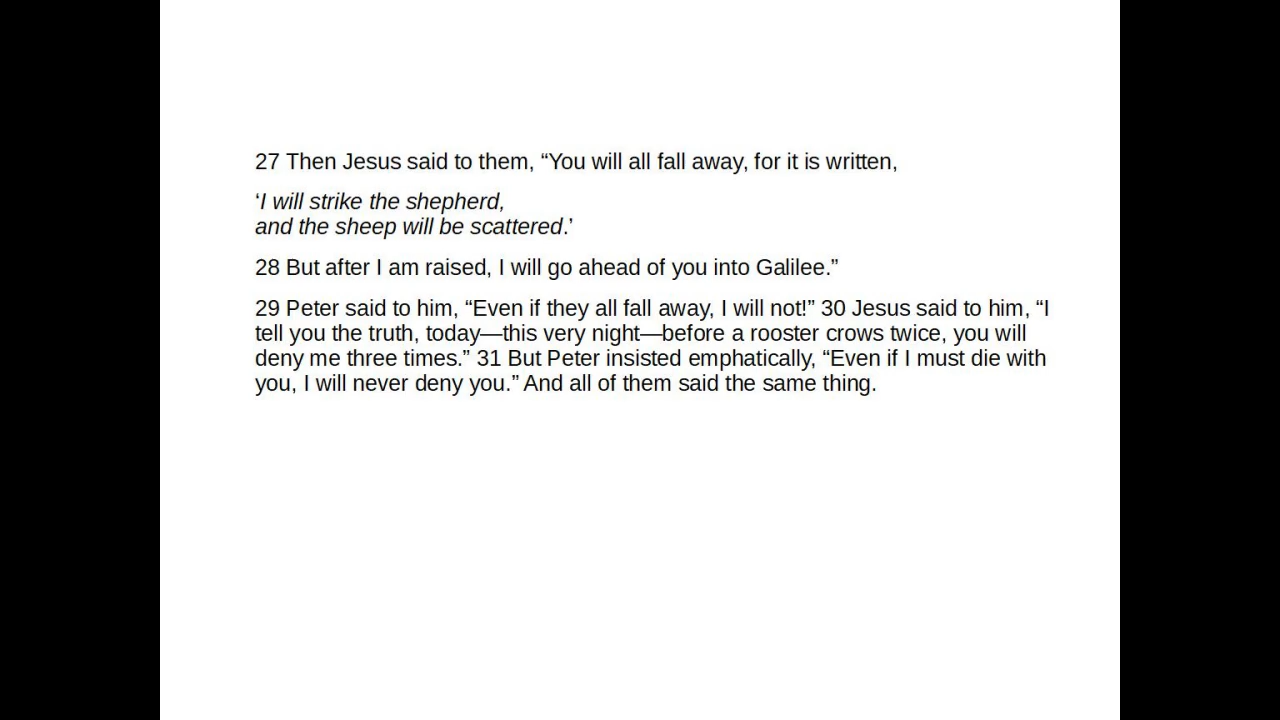 27 Then Jesus said to them, “You will all fall away, for it is written,
‘I will strike the shepherd,
and the sheep will be scattered.’
28 But after I am raised, I will go ahead of you into Galilee.”
29 Peter said to him, “Even if they all fall away, I will not!” 30 Jesus said to him, “I
tell you the truth, today—this very night—before a rooster crows twice, you will
deny me three times.” 31 But Peter insisted emphatically, “Even if I must die with
you, I will never deny you.” And all of them said the same thing.